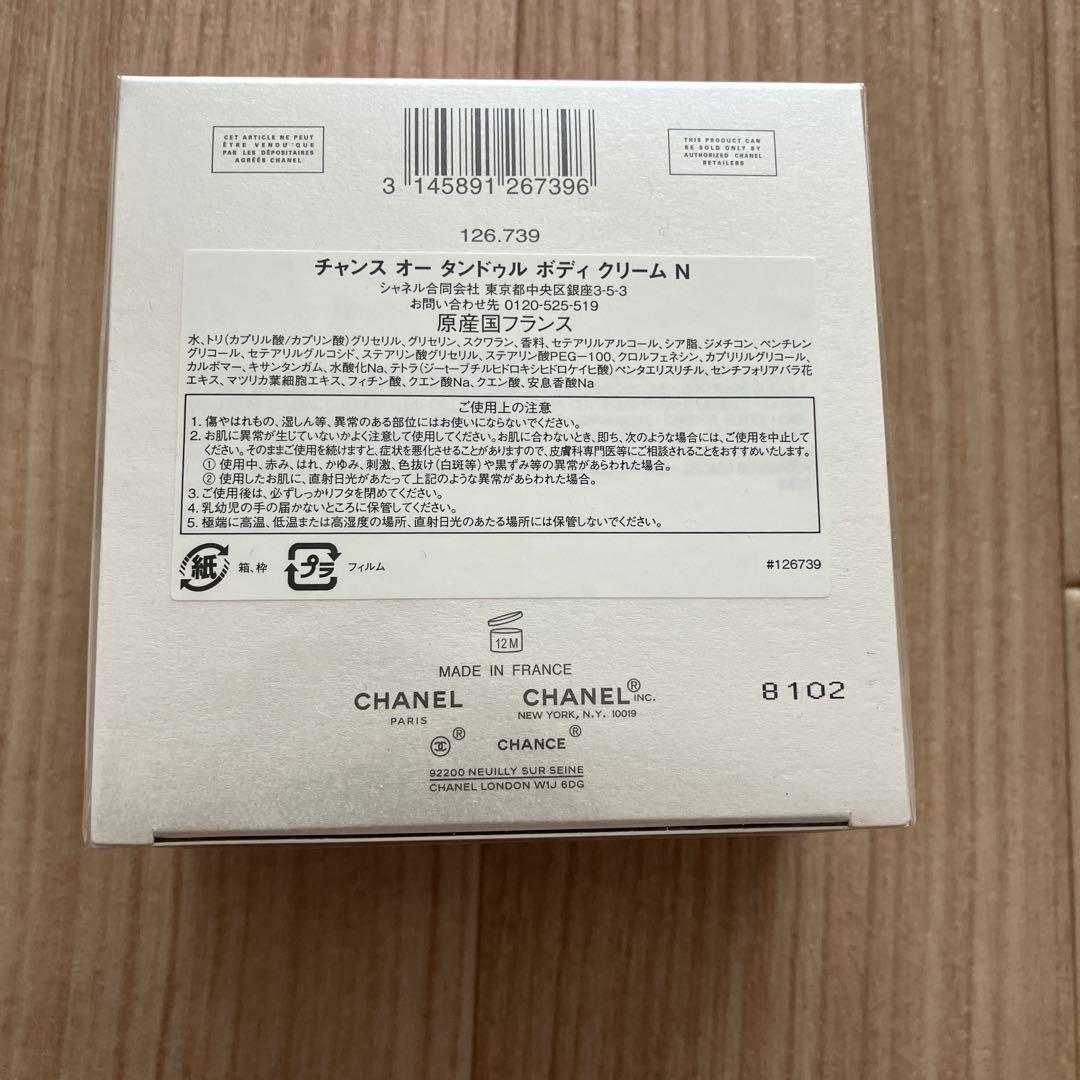 CET ARTICLE NE PEUT
ÊTRE VENDU QUE
PAR LES DÉPOSITAIRES
AGRÉÉS CHANEL
THIS PRODUCT CAN
BE SOLD ONLY BY
AUTHORIZED CHANEL
RETAILERS
3 145891 267396
126.739
チャンス オー タンドゥル ボディ クリーム N
シャネル合同会社 東京都中央区銀座3-5-3
お問い合わせ先 0120-525-519
原産国フランス
水、トリ(カプリル酸/カプリン酸)グリセリル、グリセリン、スクワラン、香料、セテアリルアルコール、シア脂、ジメチコン、ペンチレン
グリコール、セテアリルグルコシド、ステアリン酸グリセリル、ステアリン酸PEG-100、クロルフェネシン、カプリリルグリコール、
カルボマー、キサンタンガム、水酸化Na、テトラ(ジ-t-ブチルヒドロキシヒドロケイヒ酸)ペンタエリスリチル、センチフォリアバラ花
エキス、マツリカ葉細胞エキス、フィチン酸、クエン酸Na、クエン酸、安息香酸Na
ご使用上の注意
1. 傷やはれもの、湿しん等、異常のある部位にはお使いにならないでください。
2. お肌に異常が生じていないかよく注意して使用してください。お肌に合わないとき、即ち、次のような場合には、ご使用を中止して
ください。そのままご使用を続けますと、症状を悪化させることがありますので、皮膚科専門医等にご相談されることをおすすめいたします。
① 使用中、赤み、はれ、かゆみ、刺激、色抜け(白斑等)や黒ずみ等の異常があらわれた場合。
② 使用したお肌に、直射日光があたって上記のような異常があらわれた場合。
3. ご使用後は、必ずしっかりフタを閉めてください。
4. 乳幼児の手の届かないところに保管してください。
5. 極端に高温、低温または高湿度の場所、直射日光のあたる場所には保管しないでください。
紙 箱、枠 プラ フィルム #126739
12M
MADE IN FRANCE
CHANEL
PARIS
CHANEL® INC.
NEW YORK, N.Y. 10019
8102
® CHANCE®
92200 NEUILLY SUR SEINE
CHANEL LONDON W1J 6DG